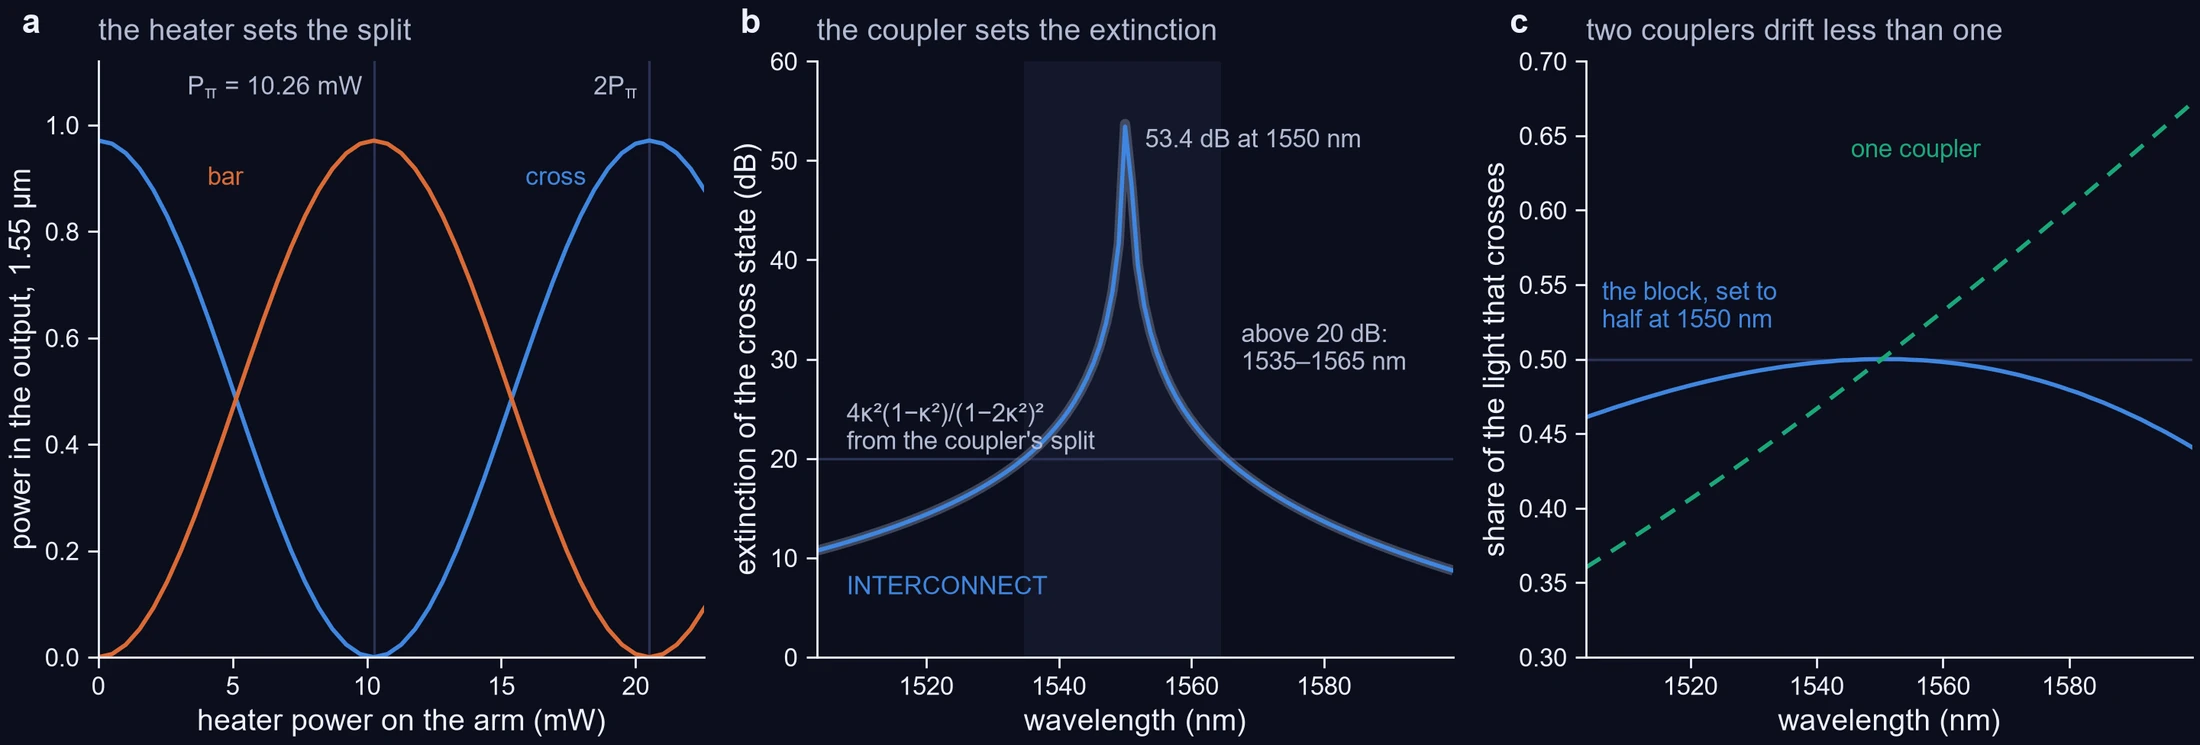 a
the heater sets the split
Pπ = 10.26 mW
2Pπ
bar
cross
power in the output, 1.55 µm
1.0
0.8
0.6
0.4
0.2
0.0
0
5
10
15
20
heater power on the arm (mW)
b
the coupler sets the extinction
53.4 dB at 1550 nm
above 20 dB:
1535–1565 nm
4κ²(1−κ²)/(1−2κ²)²
from the coupler's split
INTERCONNECT
extinction of the cross state (dB)
60
50
40
30
20
10
0
1520
1540
1560
1580
wavelength (nm)
c
two couplers drift less than one
one coupler
the block, set to
half at 1550 nm
share of the light that crosses
0.70
0.65
0.60
0.55
0.50
0.45
0.40
0.35
0.30
1520
1540
1560
1580
wavelength (nm)